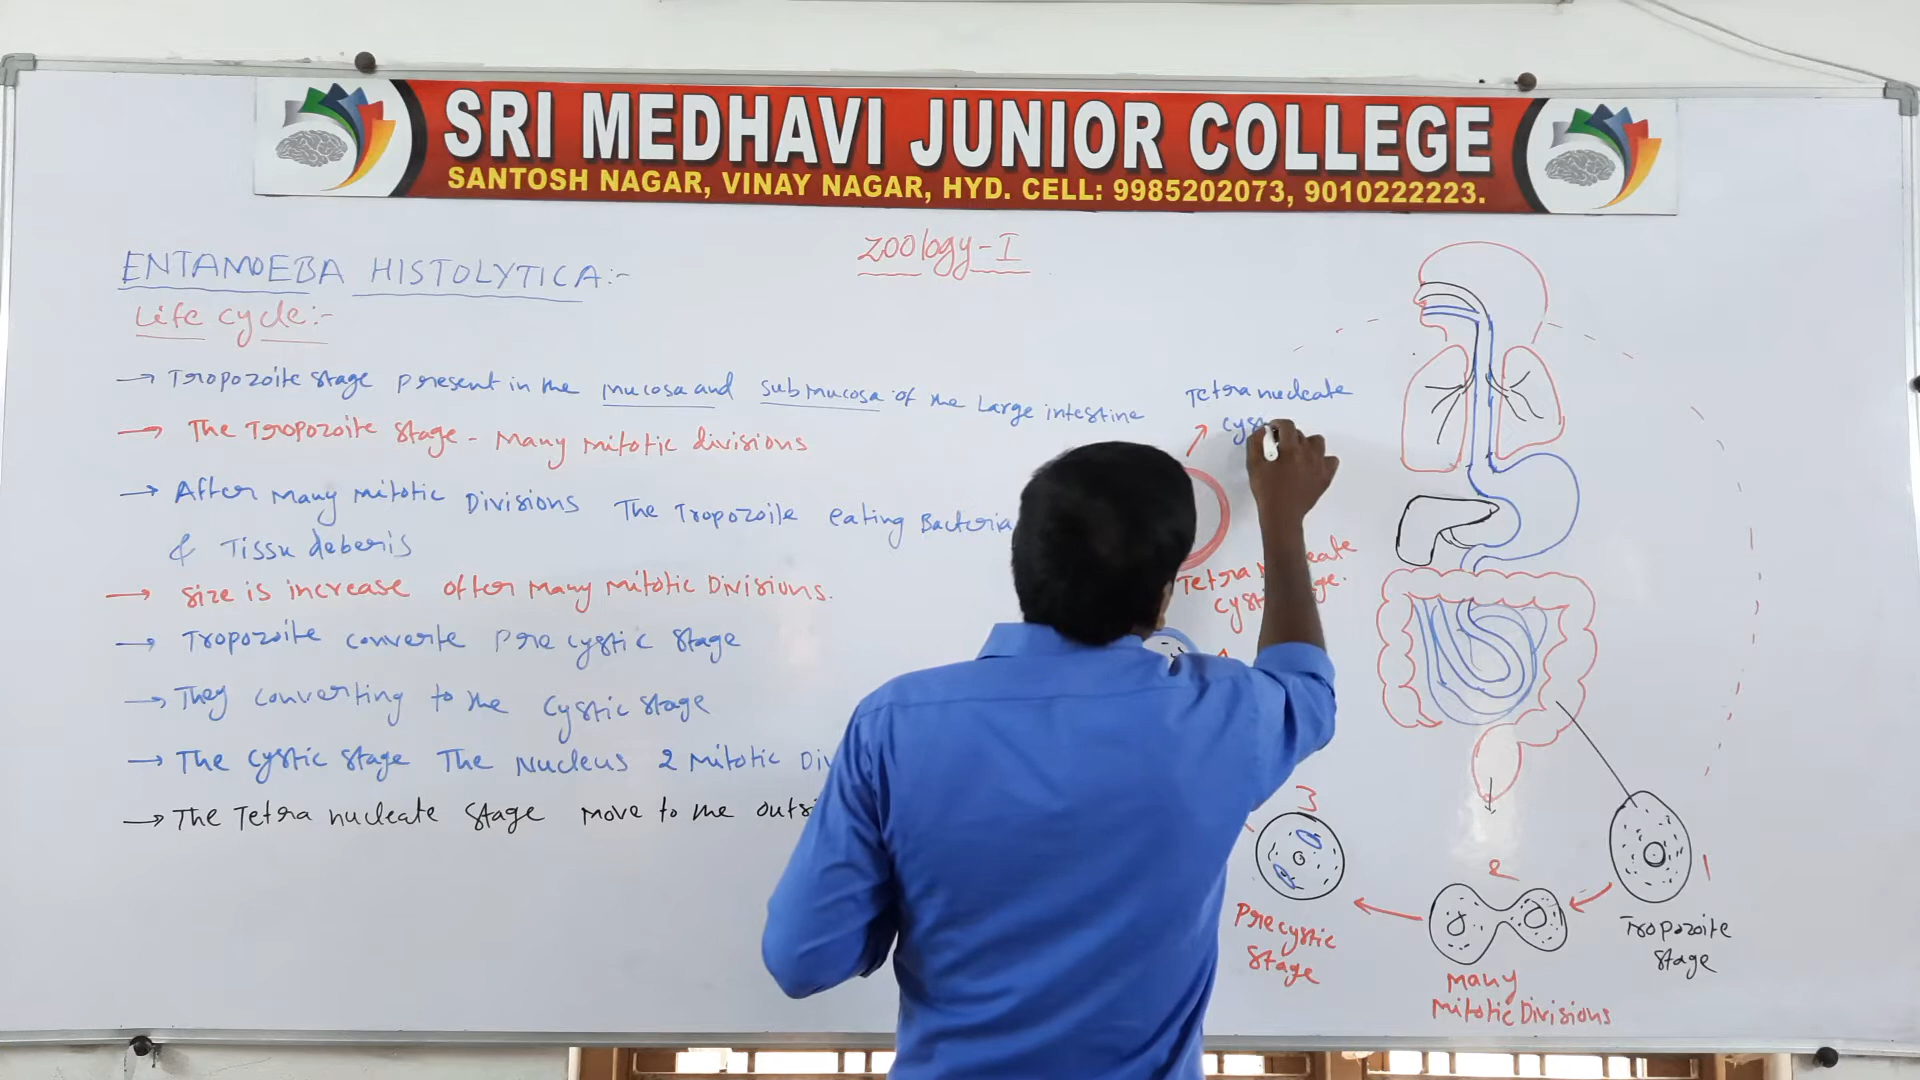 SRI MEDHAVI JUNIOR COLLEGE
SANTOSH NAGAR, VINAY NAGAR, HYD. CELL: 9985202073, 9010222223.
Zoology-I
ENTAMOEBA HISTOLYTICA:-
Life cycle:-
→ Tropozoite stage present in the mucosa and submucosa of the Large intestine
→ The Tropozoite stage - Many mitotic divisions
→ After Many mitotic Divisions The Tropozoite eating Bacteria
& Tissu deberis
→ Size is increase after Many Mitotic Divisions.
→ Tropozoite converte pre cystic stage
→ They converting to the cystic stage
→ The cystic stage The Nucleus 2 Mitotic Di
→ The Tetra nucleate stage move to the outsi
Tetra nucleate
cys
Tetra
3
Precystic
stage
2
Many
Mitotic Divisions
1
Tropozoite
stage